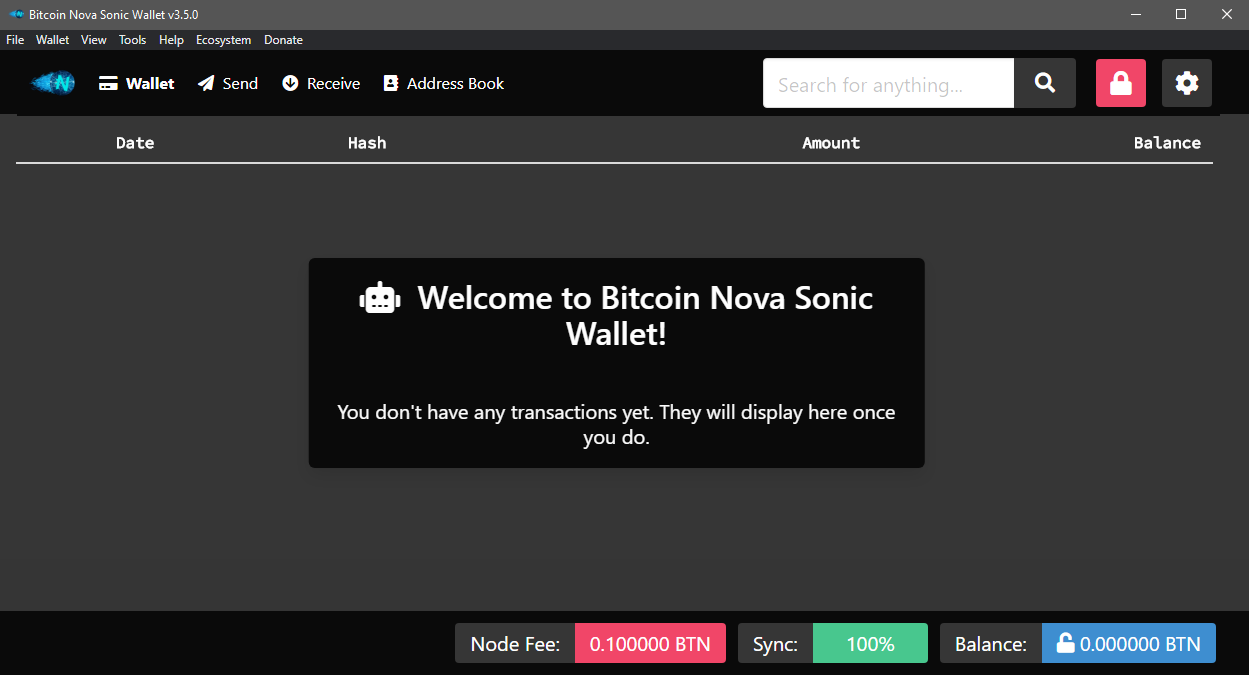 Bitcoin Nova Sonic Wallet v3.5.0
File Wallet View Tools Help Ecosystem Donate
N Wallet Send Receive Address Book Search for anything...
Date Hash Amount Balance
Welcome to Bitcoin Nova Sonic
Wallet!
You don't have any transactions yet. They will display here once
you do.
Node Fee: 0.100000 BTN Sync: 100% Balance: 0.000000 BTN